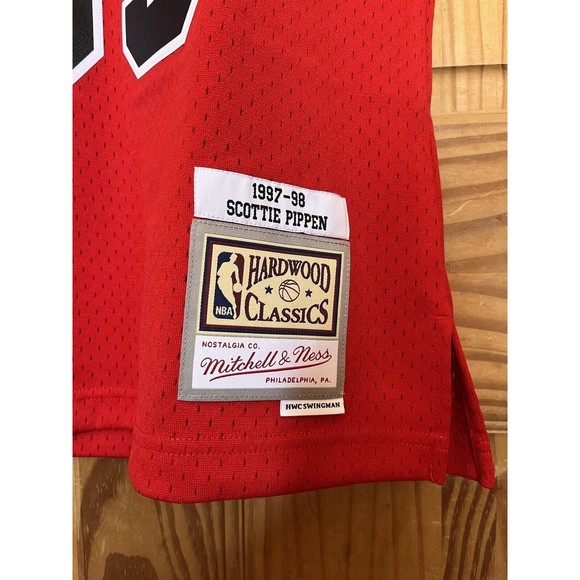 1997-98
SCOTTIE PIPPEN
NBA
HARDWOOD
CLASSICS
NOSTALGIA CO.
Mitchell & Ness
PHILADELPHIA, PA.
HWC SWINGMAN